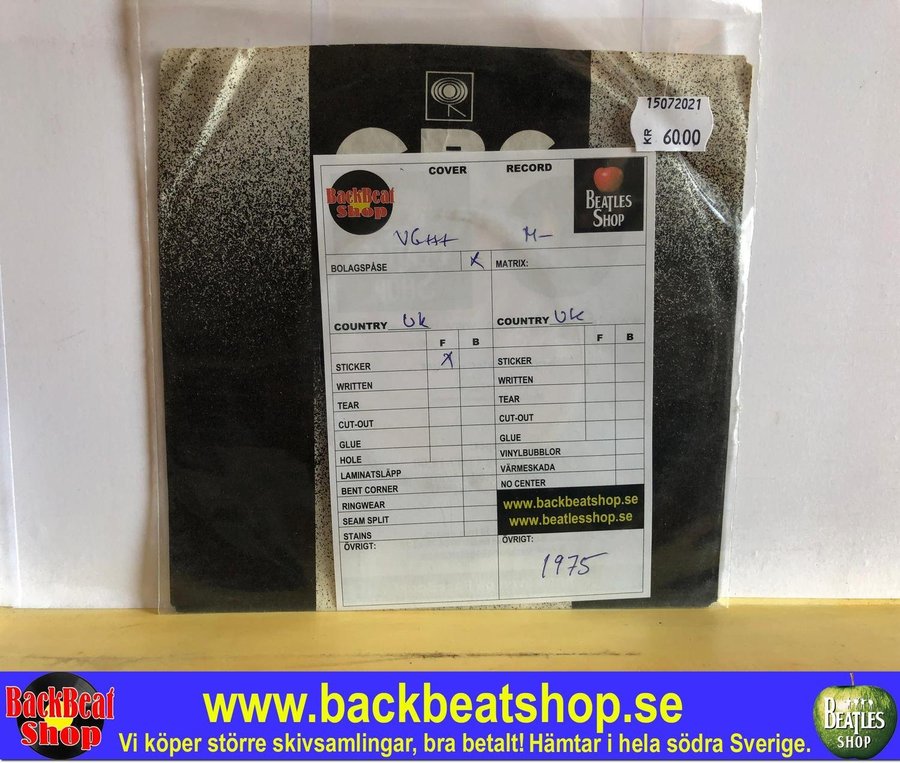 CBS
15072021
KR 60.00
COVER RECORD
BackBeat Shop
BEATLES SHOP
VG+++ M-
BOLAGSPÅSE X MATRIX:
COUNTRY UK COUNTRY UK
F B F B
STICKER X STICKER
WRITTEN WRITTEN
TEAR TEAR
CUT-OUT CUT-OUT
GLUE GLUE
HOLE VINYLBUBBLOR
LAMINATSLÄPP VÄRMESKADA
BENT CORNER NO CENTER
RINGWEAR www.backbeatshop.se
SEAM SPLIT www.beatlesshop.se
STAINS
ÖVRIGT: ÖVRIGT:
1975
BackBeat Shop
www.backbeatshop.se
Vi köper större skivsamlingar, bra betalt! Hämtar i hela södra Sverige.
BEATLES SHOP